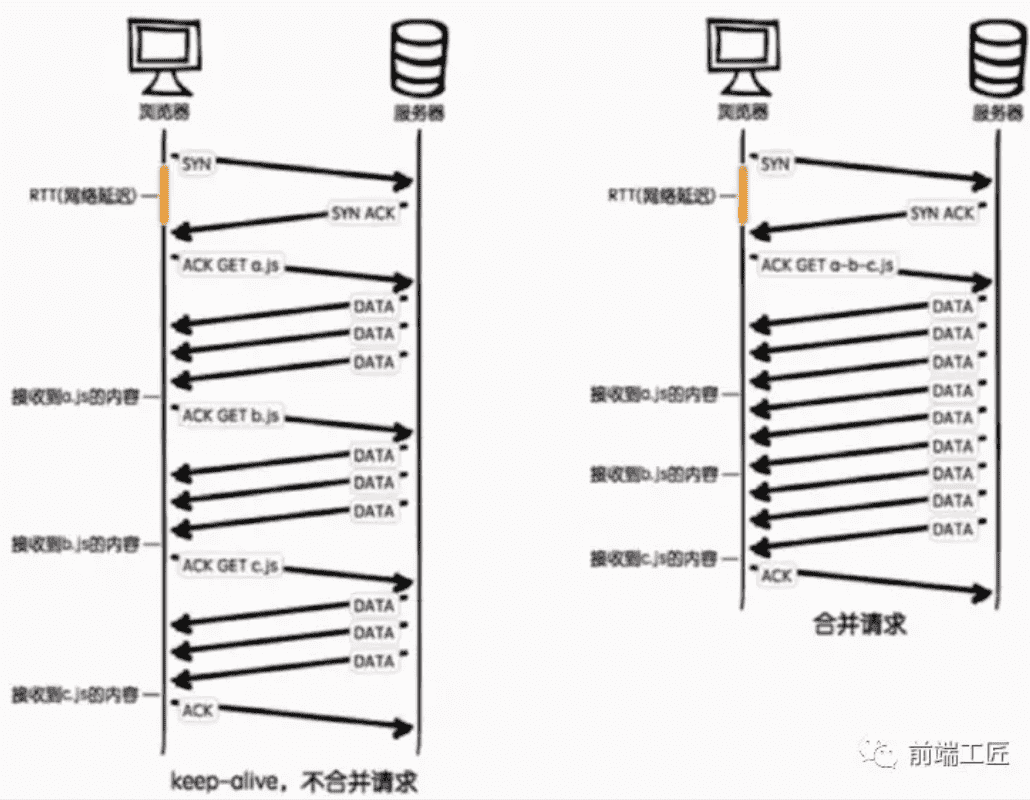 浏览器
服务器
SYN
RTT(网络延迟)
SYN ACK
ACK GET a.js
DATA
DATA
DATA
接收到a.js的内容
ACK GET b.js
DATA
DATA
DATA
接收到b.js的内容
ACK GET c.js
DATA
DATA
DATA
接收到c.js的内容
ACK
keep-alive，不合并请求
浏览器
服务器
SYN
RTT(网络延迟)
SYN ACK
ACK GET a-b-c.js
DATA
DATA
DATA
接收到a.js的内容
DATA
DATA
DATA
接收到b.js的内容
DATA
DATA
DATA
接收到c.js的内容
ACK
合并请求
前端工匠